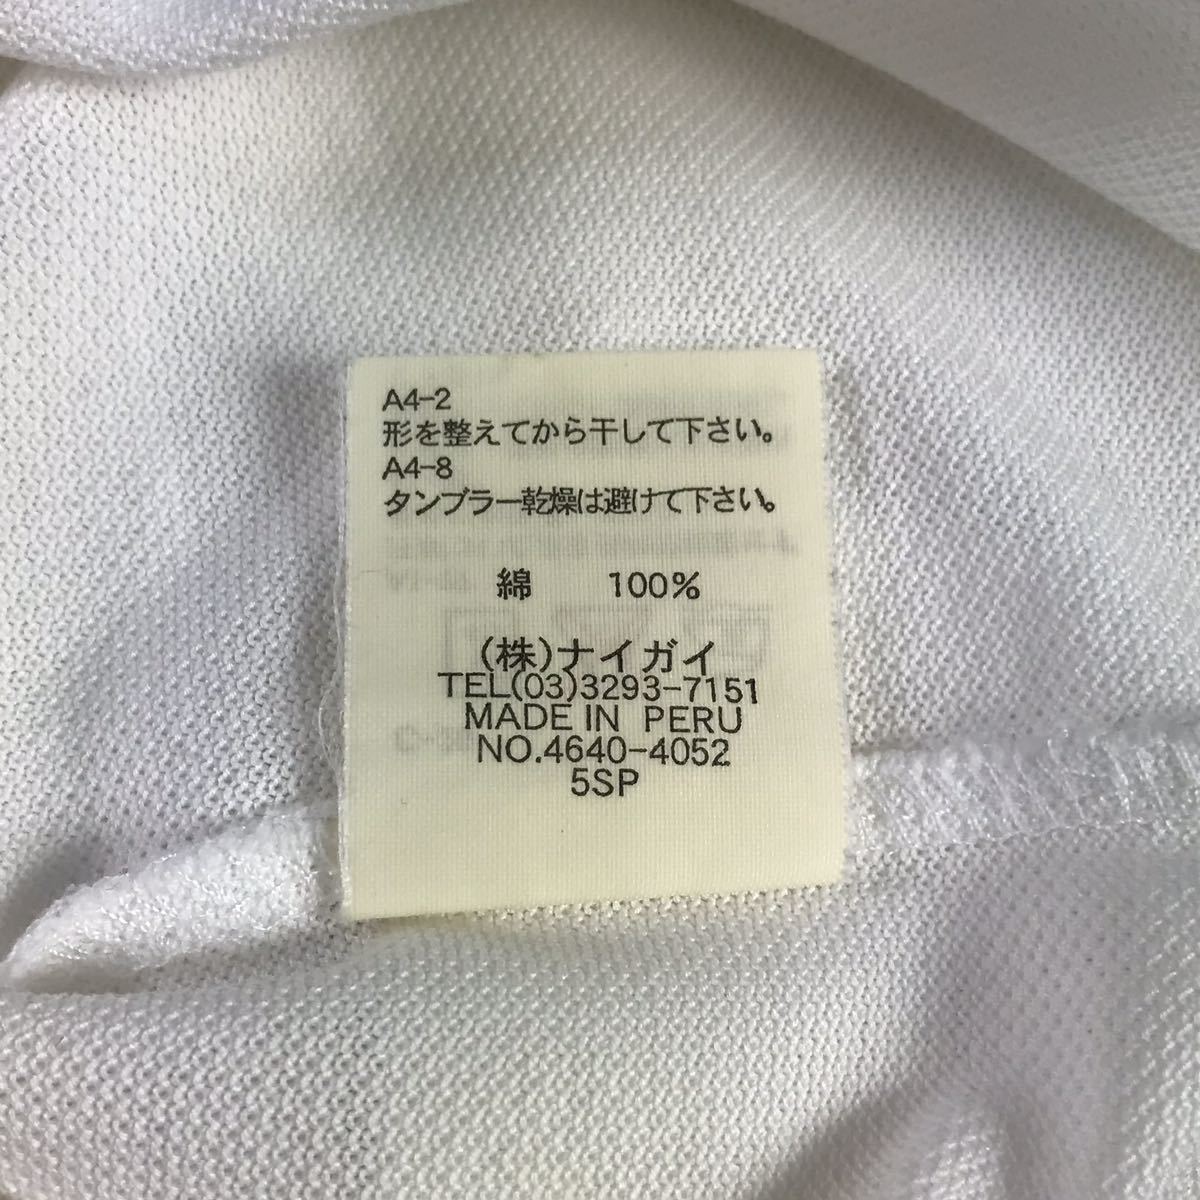 A4-2
形を整えてから干して下さい。
A4-8
タンブラー乾燥は避けて下さい。
綿 100%
(株)ナイガイ
TEL(03)3293-7151
MADE IN PERU
NO.4640-4052
5SP